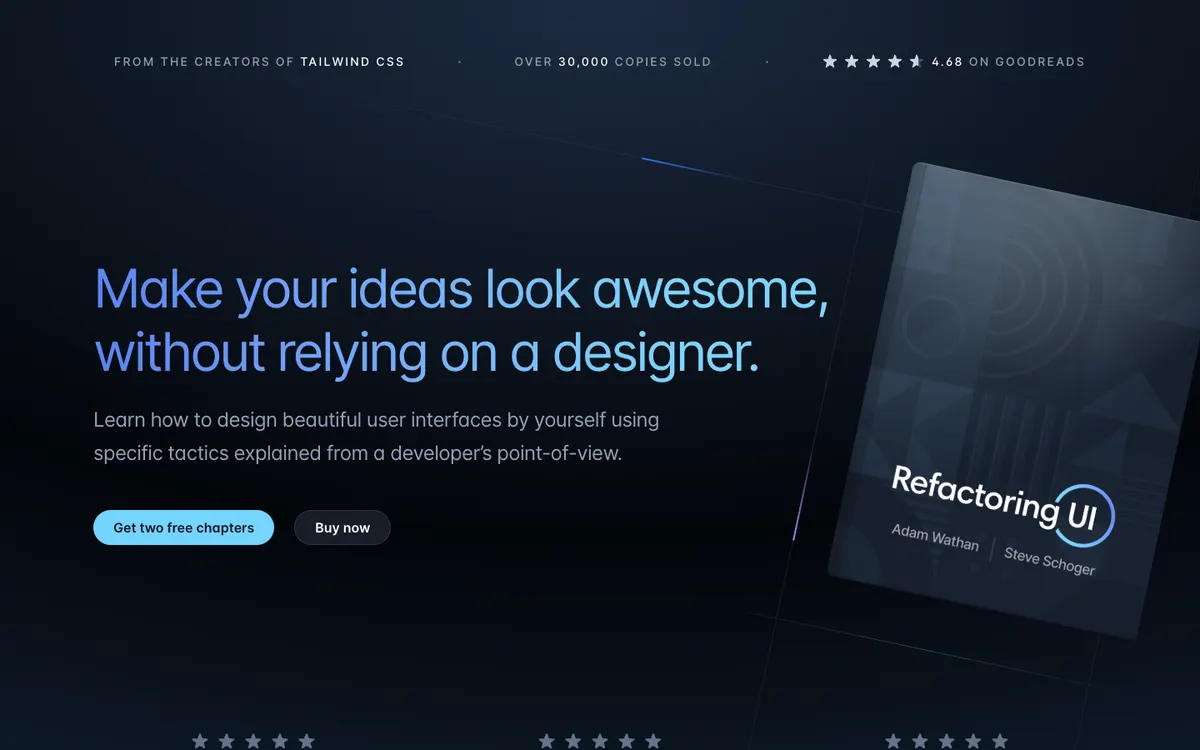 FROM THE CREATORS OF TAILWIND CSS · OVER 30,000 COPIES SOLD · 4.68 ON GOODREADS
Make your ideas look awesome,
without relying on a designer.
Learn how to design beautiful user interfaces by yourself using
specific tactics explained from a developer’s point-of-view.
Get two free chapters
Buy now
Refactoring UI
Adam Wathan | Steve Schoger